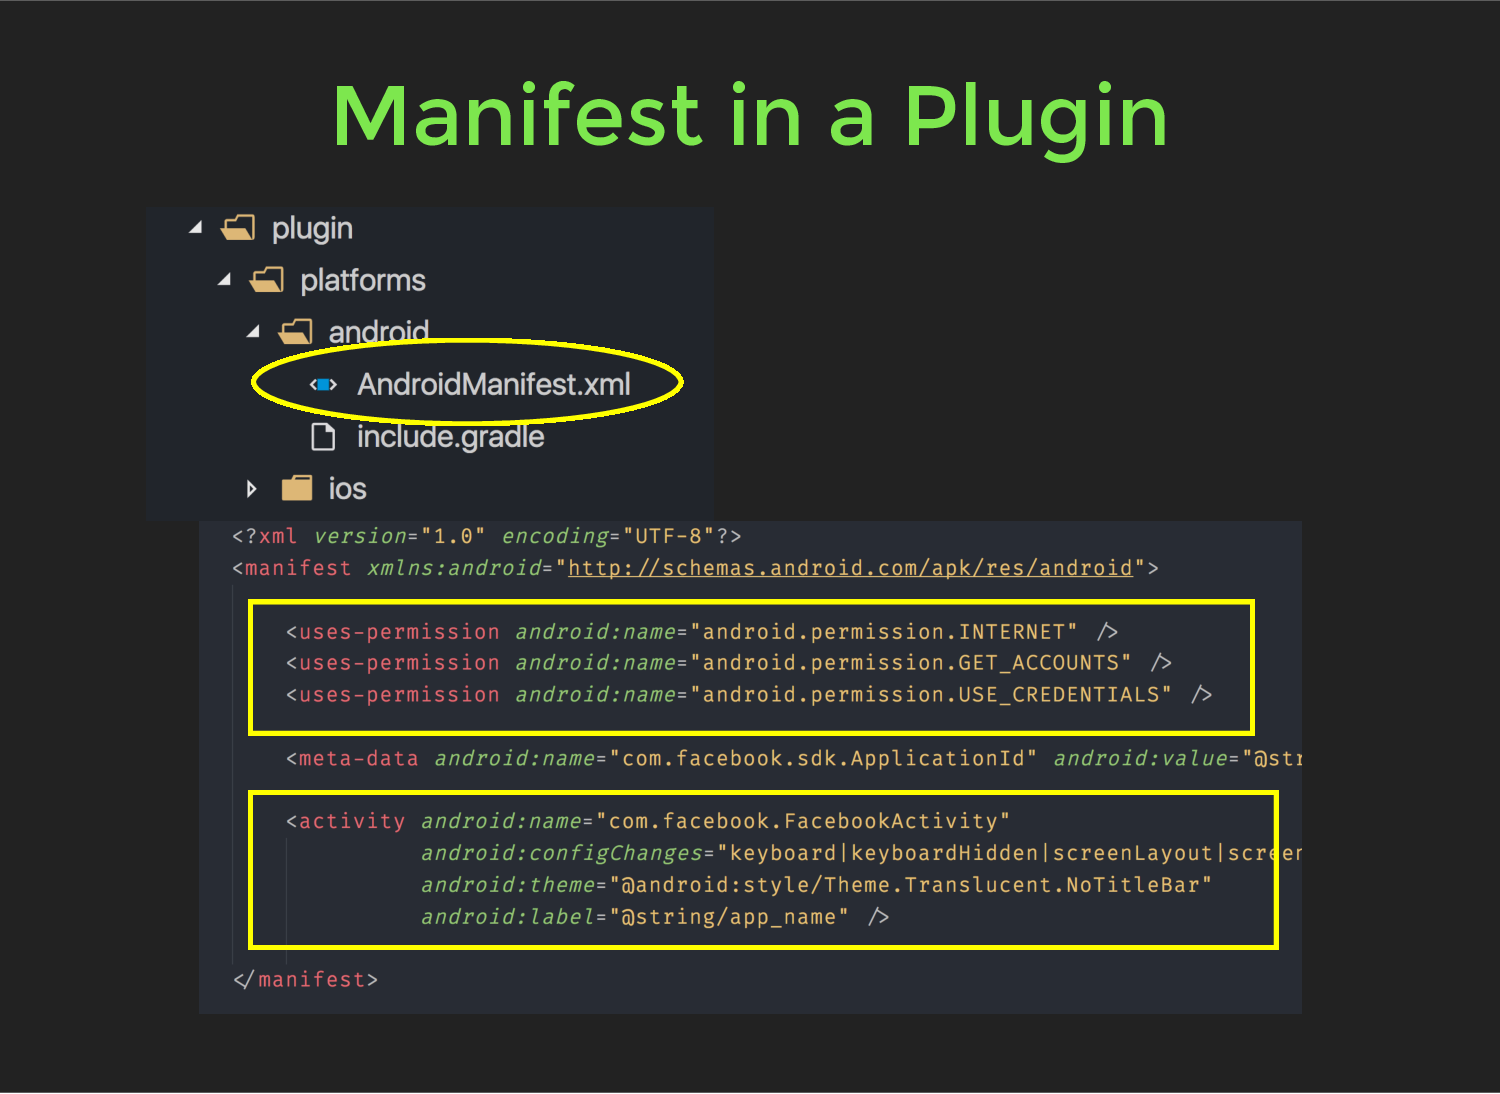 Manifest in a Plugin
plugin
platforms
android
AndroidManifest.xml
include.gradle
ios
<?xml version="1.0" encoding="UTF-8"?>
<manifest xmlns:android="http://schemas.android.com/apk/res/android">
<uses-permission android:name="android.permission.INTERNET" />
<uses-permission android:name="android.permission.GET_ACCOUNTS" />
<uses-permission android:name="android.permission.USE_CREDENTIALS" />
<meta-data android:name="com.facebook.sdk.ApplicationId" android:value="@str
<activity android:name="com.facebook.FacebookActivity"
android:configChanges="keyboard|keyboardHidden|screenLayout|screen
android:theme="@android:style/Theme.Translucent.NoTitleBar"
android:label="@string/app_name" />
</manifest>